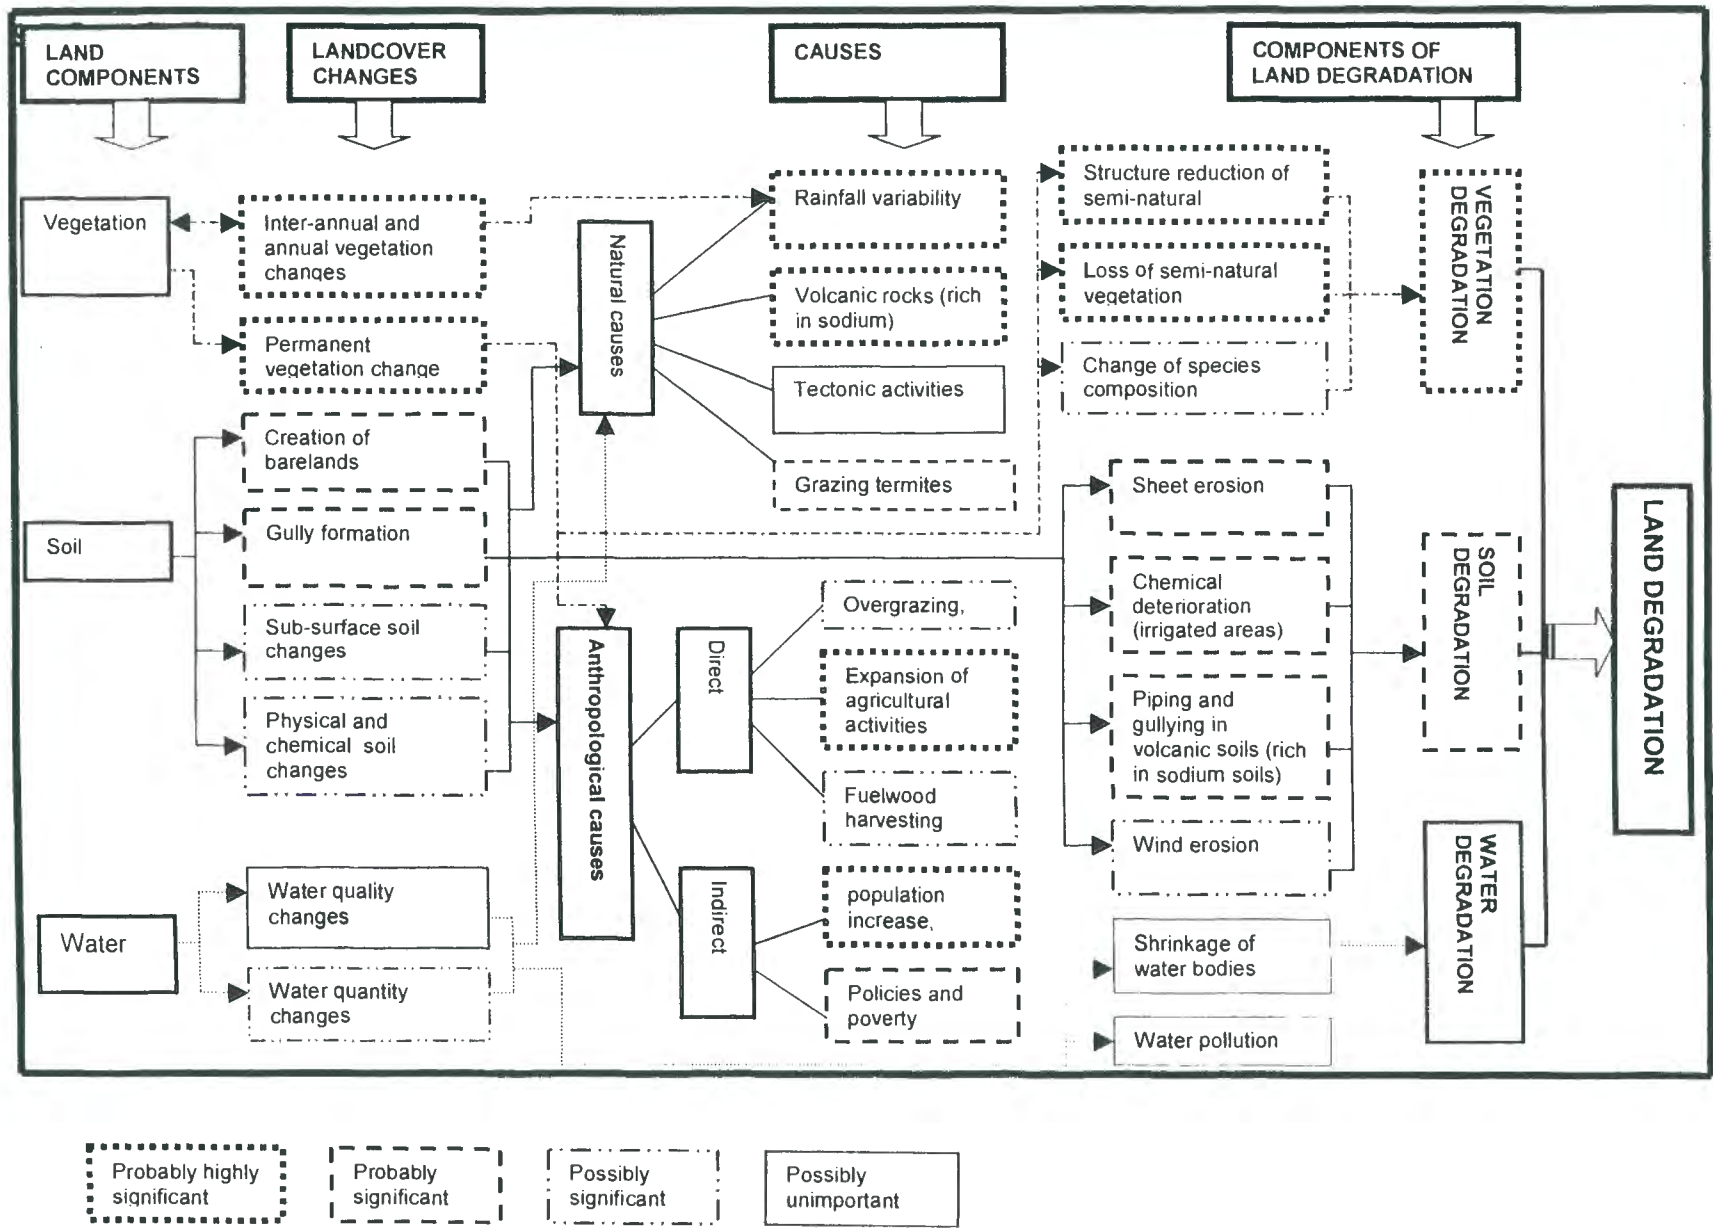 LAND
COMPONENTS
LANDCOVER
CHANGES
CAUSES
COMPONENTS OF
LAND DEGRADATION
Vegetation
Inter-annual and
annual vegetation
changes
Permanent
vegetation change
Soil
Creation of
barelands
Gully formation
Sub-surface soil
changes
Physical and
chemical soil
changes
Water
Water quality
changes
Water quantity
changes
Natural causes
Rainfall variability
Volcanic rocks (rich
in sodium)
Tectonic activities
Grazing termites
Anthropological causes
Direct
Overgrazing,
Expansion of
agricultural
activities
Fuelwood
harvesting
Indirect
population
increase,
Policies and
poverty
Structure reduction of
semi-natural
Loss of semi-natural
vegetation
Change of species
composition
Sheet erosion
Chemical
deterioration
(irrigated areas)
Piping and
gullying in
volcanic soils (rich
in sodium soils)
Wind erosion
Shrinkage of
water bodies
Water pollution
VEGETATION
DEGRADATION
SOIL
DEGRADATION
WATER
DEGRADATION
LAND DEGRADATION
Probably highly
significant
Probably
significant
Possibly
significant
Possibly
unimportant